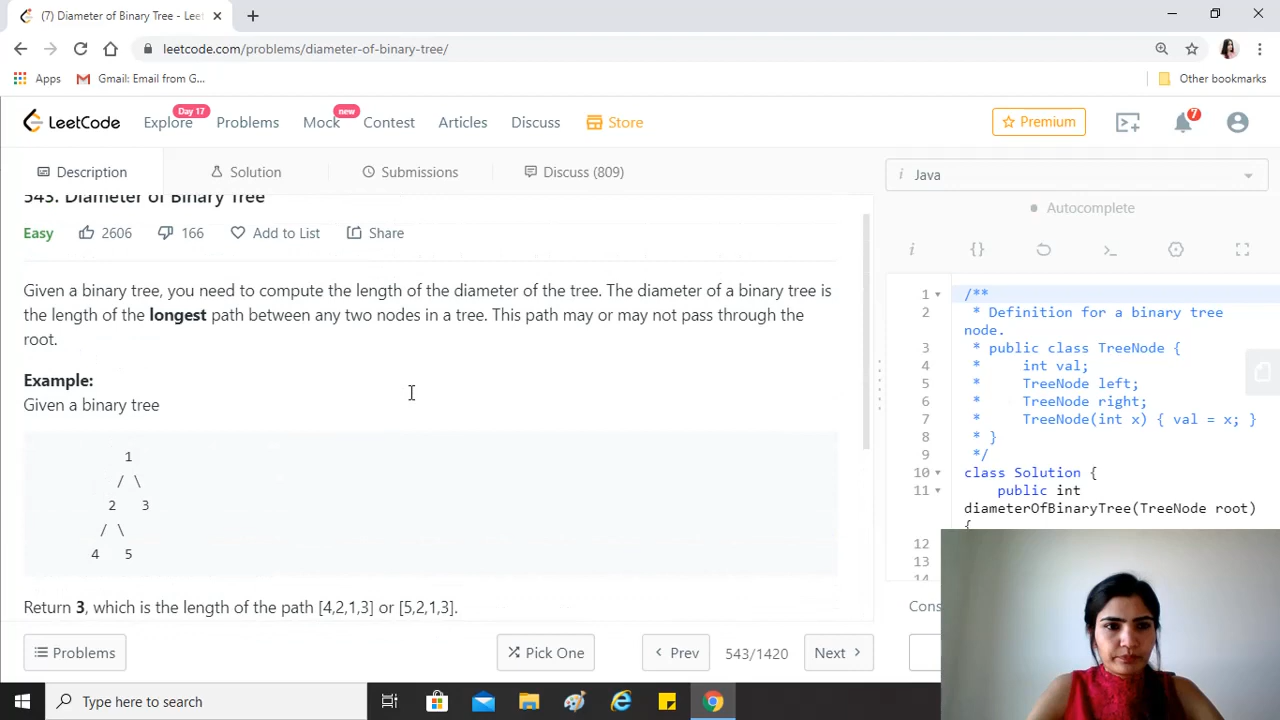 (7) Diameter of Binary Tree - Leet
leetcode.com/problems/diameter-of-binary-tree/
Apps
Gmail: Email from G...
Other bookmarks
LeetCode
Explore
Day 17
Problems
Mock
new
Contest
Articles
Discuss
Store
Premium
7
Description
Solution
Submissions
Discuss (809)
Java
Autocomplete
543. Diameter of Binary Tree
Easy
2606
166
Add to List
Share
Given a binary tree, you need to compute the length of the diameter of the tree. The diameter of a binary tree is
the length of the longest path between any two nodes in a tree. This path may or may not pass through the
root.
Example:
Given a binary tree
1
/ \
2 3
/ \
4 5
Return 3, which is the length of the path [4,2,1,3] or [5,2,1,3].
1 /**
2 * Definition for a binary tree
node.
3 * public class TreeNode {
4 * int val;
5 * TreeNode left;
6 * TreeNode right;
7 * TreeNode(int x) { val = x; }
8 * }
9 */
10 class Solution {
11 public int
diameterOfBinaryTree(TreeNode root)
{
12
13
14
Cons
Problems
Pick One
Prev
543/1420
Next
Type here to search